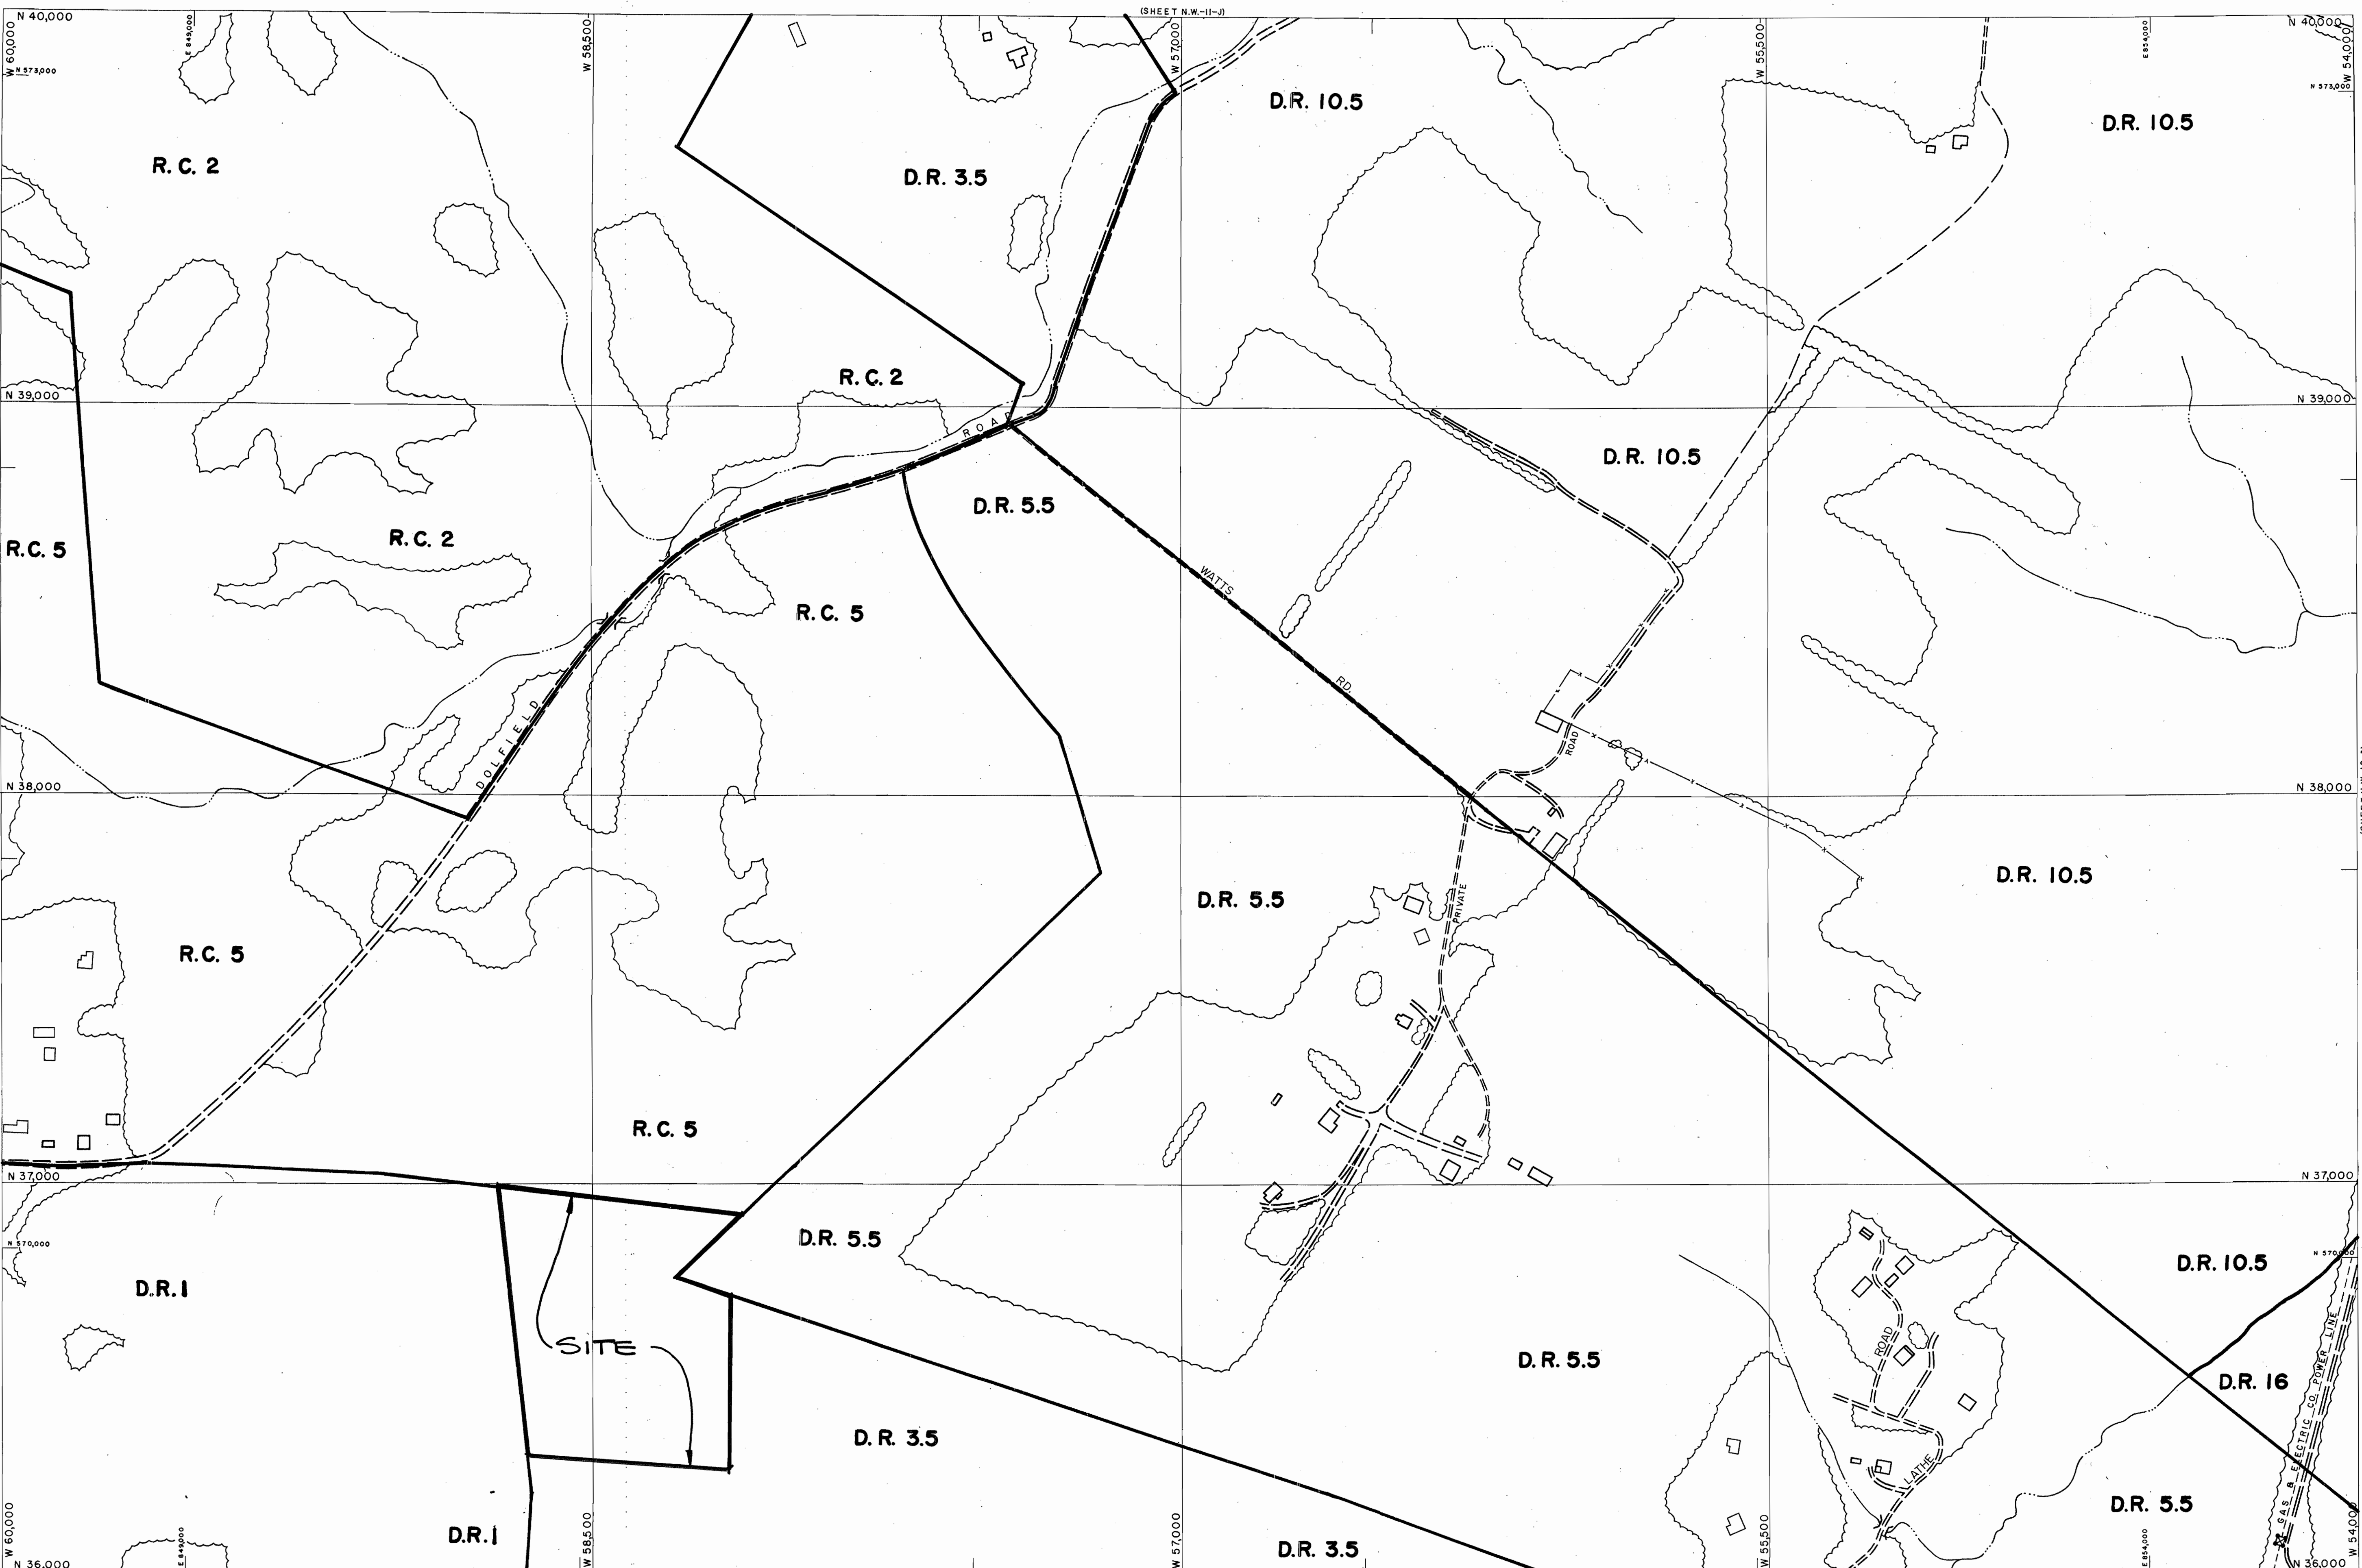 N 40,000
(SHEET N.W.-11-J)
N 40,000
W 60,000
E 849,000
W 58,500
W 57,000
W 55,500
E 854,000
W 54,000
N 573,000
N 573,000
D.R. 10.5
D.R. 10.5
R.C. 2
D.R. 3.5
R.C. 2
N 39,000
N 39,000
ROAD
D.R. 10.5
D.R. 5.5
R.C. 5
R.C. 2
WATTS
R.C. 5
RD.
DOLFIELD
ROAD
N 38,000
N 38,000
D.R. 10.5
D.R. 5.5
PRIVATE
R.C. 5
R.C. 5
N 37,000
N 37,000
D.R. 5.5
N 570,000
N 570,000
D.R. 10.5
D.R.1
ROAD
SITE
D.R. 5.5
D.R. 16
GAS & ELECTRIC CO. POWER LINE
D.R. 3.5
LATHE
D.R. 5.5
D.R.1
D.R. 3.5
W 60,000
E 849,000
W 58,500
W 57,000
W 55,500
E 854,000
W 54,000
N 36,000
N 36,000